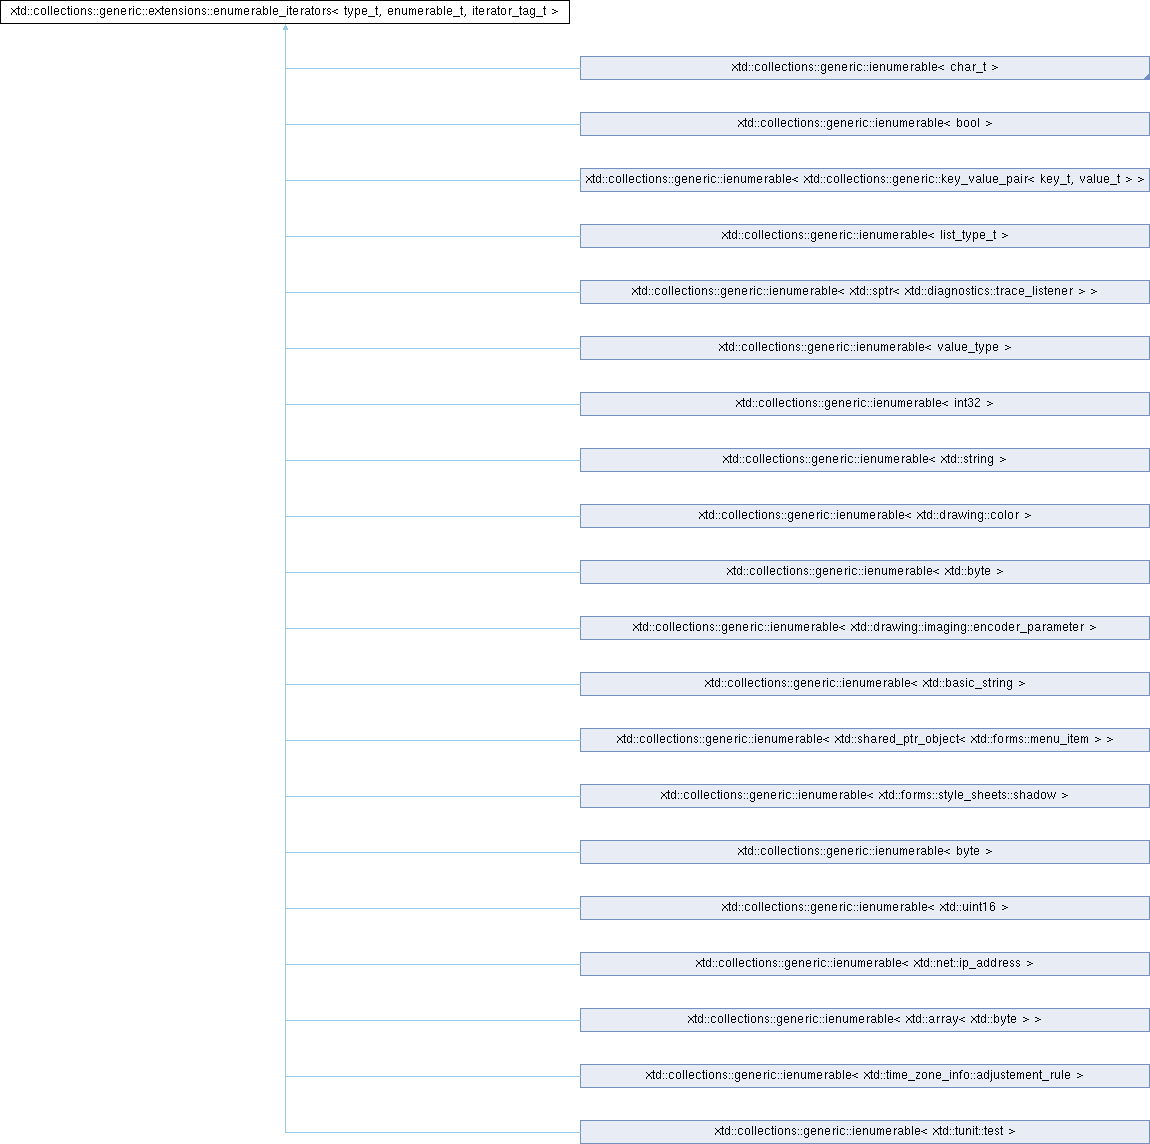 xtd::collections::generic::extensions::enumerable_iterators< type_t, enumerable_t, iterator_tag_t >
xtd::collections::generic::ienumerable< char_t >
xtd::collections::generic::ienumerable< bool >
xtd::collections::generic::ienumerable< xtd::collections::generic::key_value_pair< key_t, value_t > >
xtd::collections::generic::ienumerable< list_type_t >
xtd::collections::generic::ienumerable< xtd::sptr< xtd::diagnostics::trace_listener > >
xtd::collections::generic::ienumerable< value_type >
xtd::collections::generic::ienumerable< int32 >
xtd::collections::generic::ienumerable< xtd::string >
xtd::collections::generic::ienumerable< xtd::drawing::color >
xtd::collections::generic::ienumerable< xtd::byte >
xtd::collections::generic::ienumerable< xtd::drawing::imaging::encoder_parameter >
xtd::collections::generic::ienumerable< xtd::basic_string >
xtd::collections::generic::ienumerable< xtd::shared_ptr_object< xtd::forms::menu_item > >
xtd::collections::generic::ienumerable< xtd::forms::style_sheets::shadow >
xtd::collections::generic::ienumerable< byte >
xtd::collections::generic::ienumerable< xtd::uint16 >
xtd::collections::generic::ienumerable< xtd::net::ip_address >
xtd::collections::generic::ienumerable< xtd::array< xtd::byte > >
xtd::collections::generic::ienumerable< xtd::time_zone_info::adjustement_rule >
xtd::collections::generic::ienumerable< xtd::tunit::test >